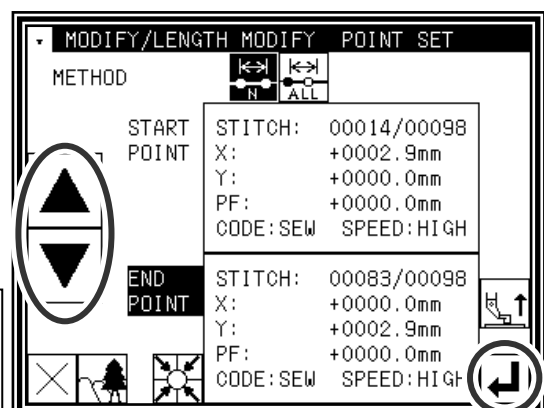 MODIFY/LENGTH MODIFY POINT SET
METHOD
N ALL
START POINT
STITCH: 00014/00098
X: +0002.9mm
Y: +0000.0mm
PF: +0000.0mm
CODE:SEW SPEED:HIGH
END POINT
STITCH: 00083/00098
X: +0000.0mm
Y: +0002.9mm
PF: +0000.0mm
CODE:SEW SPEED:HIGH